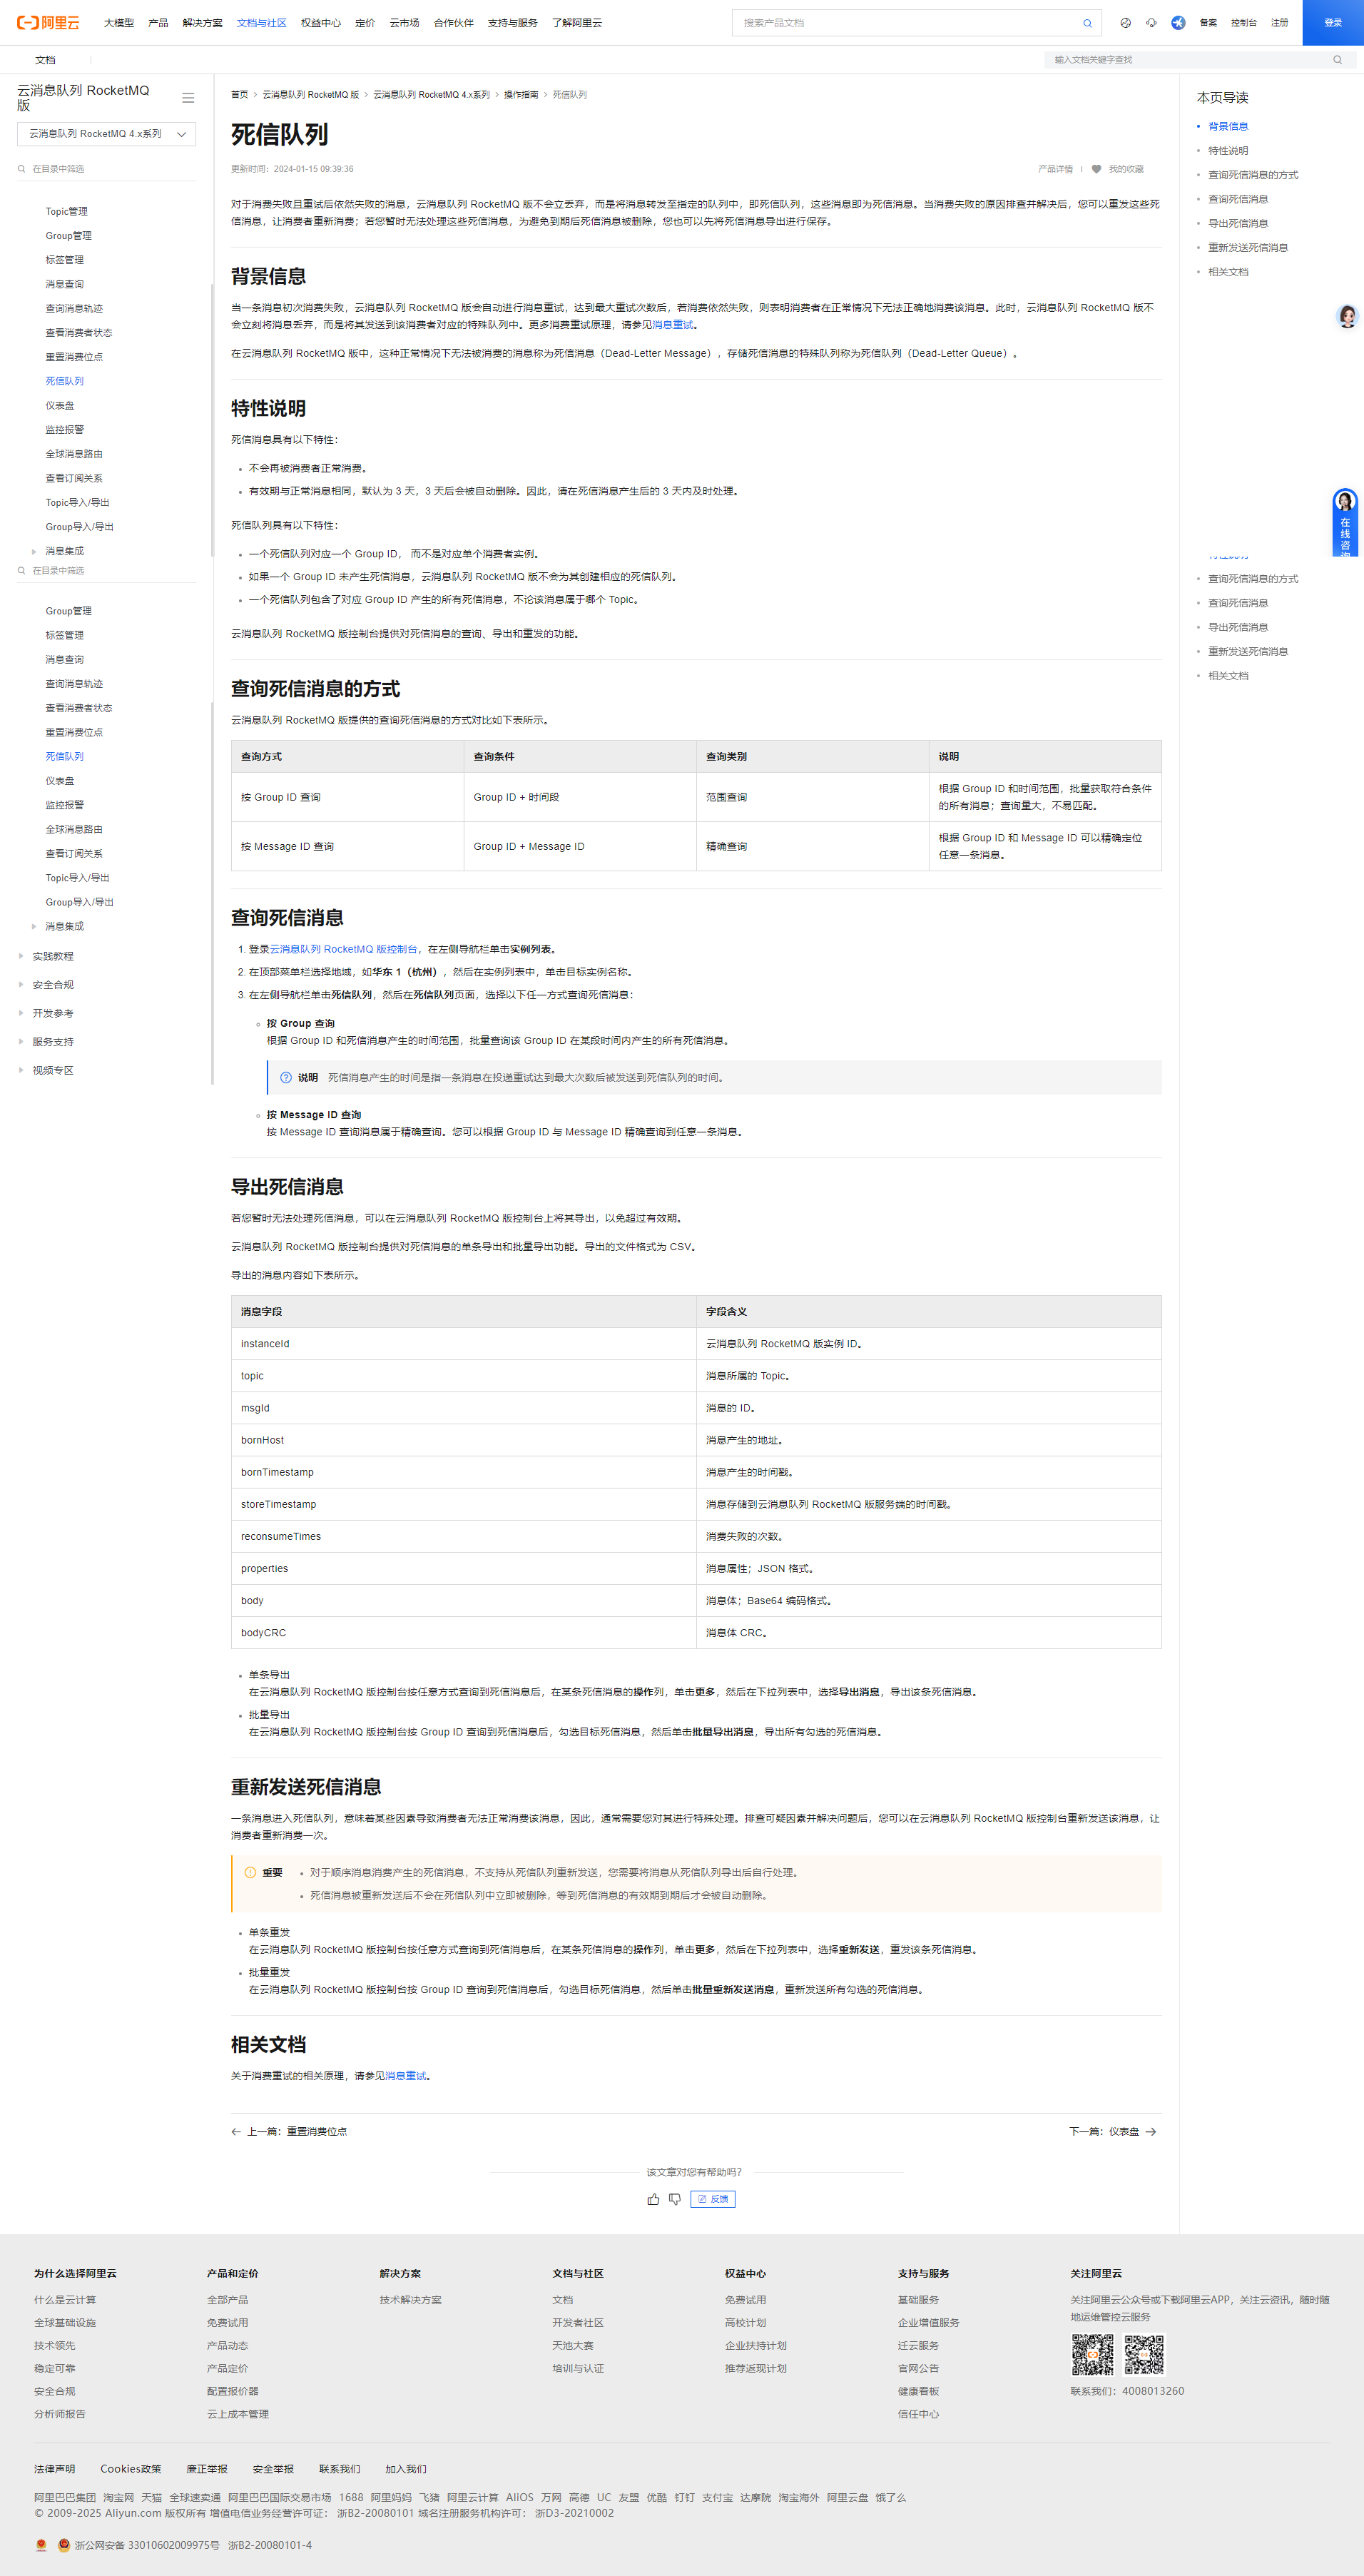 阿里云
大模型 产品 解决方案 文档与社区 权益中心 定价 云市场 合作伙伴 支持与服务 了解阿里云
搜索产品文档
备案 控制台 注册 登录
文档
输入文档关键字查找
云消息队列 RocketMQ 版
云消息队列 RocketMQ 4.x系列
在目录中筛选
Topic管理
Group管理
标签管理
消息查询
查询消息轨迹
查看消费者状态
重置消费位点
死信队列
仪表盘
监控报警
全球消息路由
查看订阅关系
Topic导入/导出
Group导入/导出
消息集成
在目录中筛选
Group管理
标签管理
消息查询
查询消息轨迹
查看消费者状态
重置消费位点
死信队列
仪表盘
监控报警
全球消息路由
查看订阅关系
Topic导入/导出
Group导入/导出
消息集成
实践教程
安全合规
开发参考
服务支持
视频专区
首页 > 云消息队列 RocketMQ 版 > 云消息队列 RocketMQ 4.x系列 > 操作指南 > 死信队列
死信队列
更新时间：2024-01-15 09:39:36
产品详情 | 我的收藏
对于消费失败且重试后依然失败的消息，云消息队列 RocketMQ 版不会立丢弃，而是将消息转发至指定的队列中，即死信队列，这些消息即为死信消息。当消费失败的原因排查并解决后，您可以重发这些死
信消息，让消费者重新消费；若您暂时无法处理这些死信消息，为避免到期后死信消息被删除，您也可以先将死信消息导出进行保存。
背景信息
当一条消息初次消费失败，云消息队列 RocketMQ 版会自动进行消息重试，达到最大重试次数后，若消费依然失败，则表明消费者在正常情况下无法正确地消费该消息。此时，云消息队列 RocketMQ 版不
会立刻将消息丢弃，而是将其发送到该消费者对应的特殊队列中。更多消费重试原理，请参见消息重试。
在云消息队列 RocketMQ 版中，这种正常情况下无法被消费的消息称为死信消息（Dead-Letter Message），存储死信消息的特殊队列称为死信队列（Dead-Letter Queue）。
特性说明
死信消息具有以下特性：
不会再被消费者正常消费。
有效期与正常消息相同，默认为 3 天，3 天后会被自动删除。因此，请在死信消息产生后的 3 天内及时处理。
死信队列具有以下特性：
一个死信队列对应一个 Group ID， 而不是对应单个消费者实例。
如果一个 Group ID 未产生死信消息，云消息队列 RocketMQ 版不会为其创建相应的死信队列。
一个死信队列包含了对应 Group ID 产生的所有死信消息，不论该消息属于哪个 Topic。
云消息队列 RocketMQ 版控制台提供对死信消息的查询、导出和重发的功能。
查询死信消息的方式
云消息队列 RocketMQ 版提供的查询死信消息的方式对比如下表所示。
查询方式 查询条件 查询类别 说明
按 Group ID 查询 Group ID + 时间段 范围查询 根据 Group ID 和时间范围，批量获取符合条件的所有消息；查询量大，不易匹配。
按 Message ID 查询 Group ID + Message ID 精确查询 根据 Group ID 和 Message ID 可以精确定位任意一条消息。
查询死信消息
1. 登录云消息队列 RocketMQ 版控制台，在左侧导航栏单击实例列表。
2. 在顶部菜单栏选择地域，如华东 1（杭州），然后在实例列表中，单击目标实例名称。
3. 在左侧导航栏单击死信队列，然后在死信队列页面，选择以下任一方式查询死信消息：
按 Group 查询
根据 Group ID 和死信消息产生的时间范围，批量查询该 Group ID 在某段时间内产生的所有死信消息。
说明 死信消息产生的时间是指一条消息在投递重试达到最大次数后被发送到死信队列的时间。
按 Message ID 查询
按 Message ID 查询消息属于精确查询。您可以根据 Group ID 与 Message ID 精确查询到任意一条消息。
导出死信消息
若您暂时无法处理死信消息，可以在云消息队列 RocketMQ 版控制台上将其导出，以免超过有效期。
云消息队列 RocketMQ 版控制台提供对死信消息的单条导出和批量导出功能。导出的文件格式为 CSV。
导出的消息内容如下表所示。
消息字段 字段含义
instanceId 云消息队列 RocketMQ 版实例 ID。
topic 消息所属的 Topic。
msgId 消息的 ID。
bornHost 消息产生的地址。
bornTimestamp 消息产生的时间戳。
storeTimestamp 消息存储到云消息队列 RocketMQ 版服务端的时间戳。
reconsumeTimes 消费失败的次数。
properties 消息属性；JSON 格式。
body 消息体；Base64 编码格式。
bodyCRC 消息体 CRC。
单条导出
在云消息队列 RocketMQ 版控制台按任意方式查询到死信消息后，在某条死信消息的操作列，单击更多，然后在下拉列表中，选择导出消息，导出该条死信消息。
批量导出
在云消息队列 RocketMQ 版控制台按 Group ID 查询到死信消息后，勾选目标死信消息，然后单击批量导出消息，导出所有勾选的死信消息。
重新发送死信消息
一条消息进入死信队列，意味着某些因素导致消费者无法正常消费该消息，因此，通常需要您对其进行特殊处理。排查可疑因素并解决问题后，您可以在云消息队列 RocketMQ 版控制台重新发送该消息，让
消费者重新消费一次。
重要 对于顺序消息消费产生的死信消息，不支持从死信队列重新发送，您需要将消息从死信队列导出后自行处理。
死信消息被重新发送后不会在死信队列中立即被删除，等到死信消息的有效期到期后才会被自动删除。
单条重发
在云消息队列 RocketMQ 版控制台按任意方式查询到死信消息后，在某条死信消息的操作列，单击更多，然后在下拉列表中，选择重新发送，重发该条死信消息。
批量重发
在云消息队列 RocketMQ 版控制台按 Group ID 查询到死信消息后，勾选目标死信消息，然后单击批量重新发送消息，重新发送所有勾选的死信消息。
相关文档
关于消费重试的相关原理，请参见消息重试。
上一篇：重置消费位点
下一篇：仪表盘
该文章对您有帮助吗？
反馈
本页导读
背景信息
特性说明
查询死信消息的方式
查询死信消息
导出死信消息
重新发送死信消息
相关文档
在线咨询
特性说明
查询死信消息的方式
查询死信消息
导出死信消息
重新发送死信消息
相关文档
为什么选择阿里云
什么是云计算
全球基础设施
技术领先
稳定可靠
安全合规
分析师报告
产品和定价
全部产品
免费试用
产品动态
产品定价
配置报价器
云上成本管理
解决方案
技术解决方案
文档与社区
文档
开发者社区
天池大赛
培训与认证
权益中心
免费试用
高校计划
企业扶持计划
推荐返现计划
支持与服务
基础服务
企业增值服务
迁云服务
官网公告
健康看板
信任中心
关注阿里云
关注阿里云公众号或下载阿里云APP，关注云资讯，随时随
地运维管控云服务
联系我们：4008013260
法律声明 Cookies政策 廉正举报 安全举报 联系我们 加入我们
阿里巴巴集团 淘宝网 天猫 全球速卖通 阿里巴巴国际交易市场 1688 阿里妈妈 飞猪 阿里云计算 AliOS 万网 高德 UC 友盟 优酷 钉钉 支付宝 达摩院 淘宝海外 阿里云盘 饿了么
© 2009-2025 Aliyun.com 版权所有 增值电信业务经营许可证： 浙B2-20080101 域名注册服务机构许可： 浙D3-20210002
浙公网安备 33010602009975号 浙B2-20080101-4